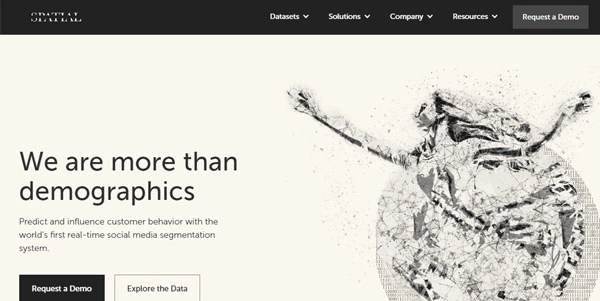 SPATIAL
Datasets Solutions Company Resources Request a Demo
We are more than
demographics
Predict and influence customer behavior with the
world's first real-time social media segmentation
system.
Request a Demo Explore the Data